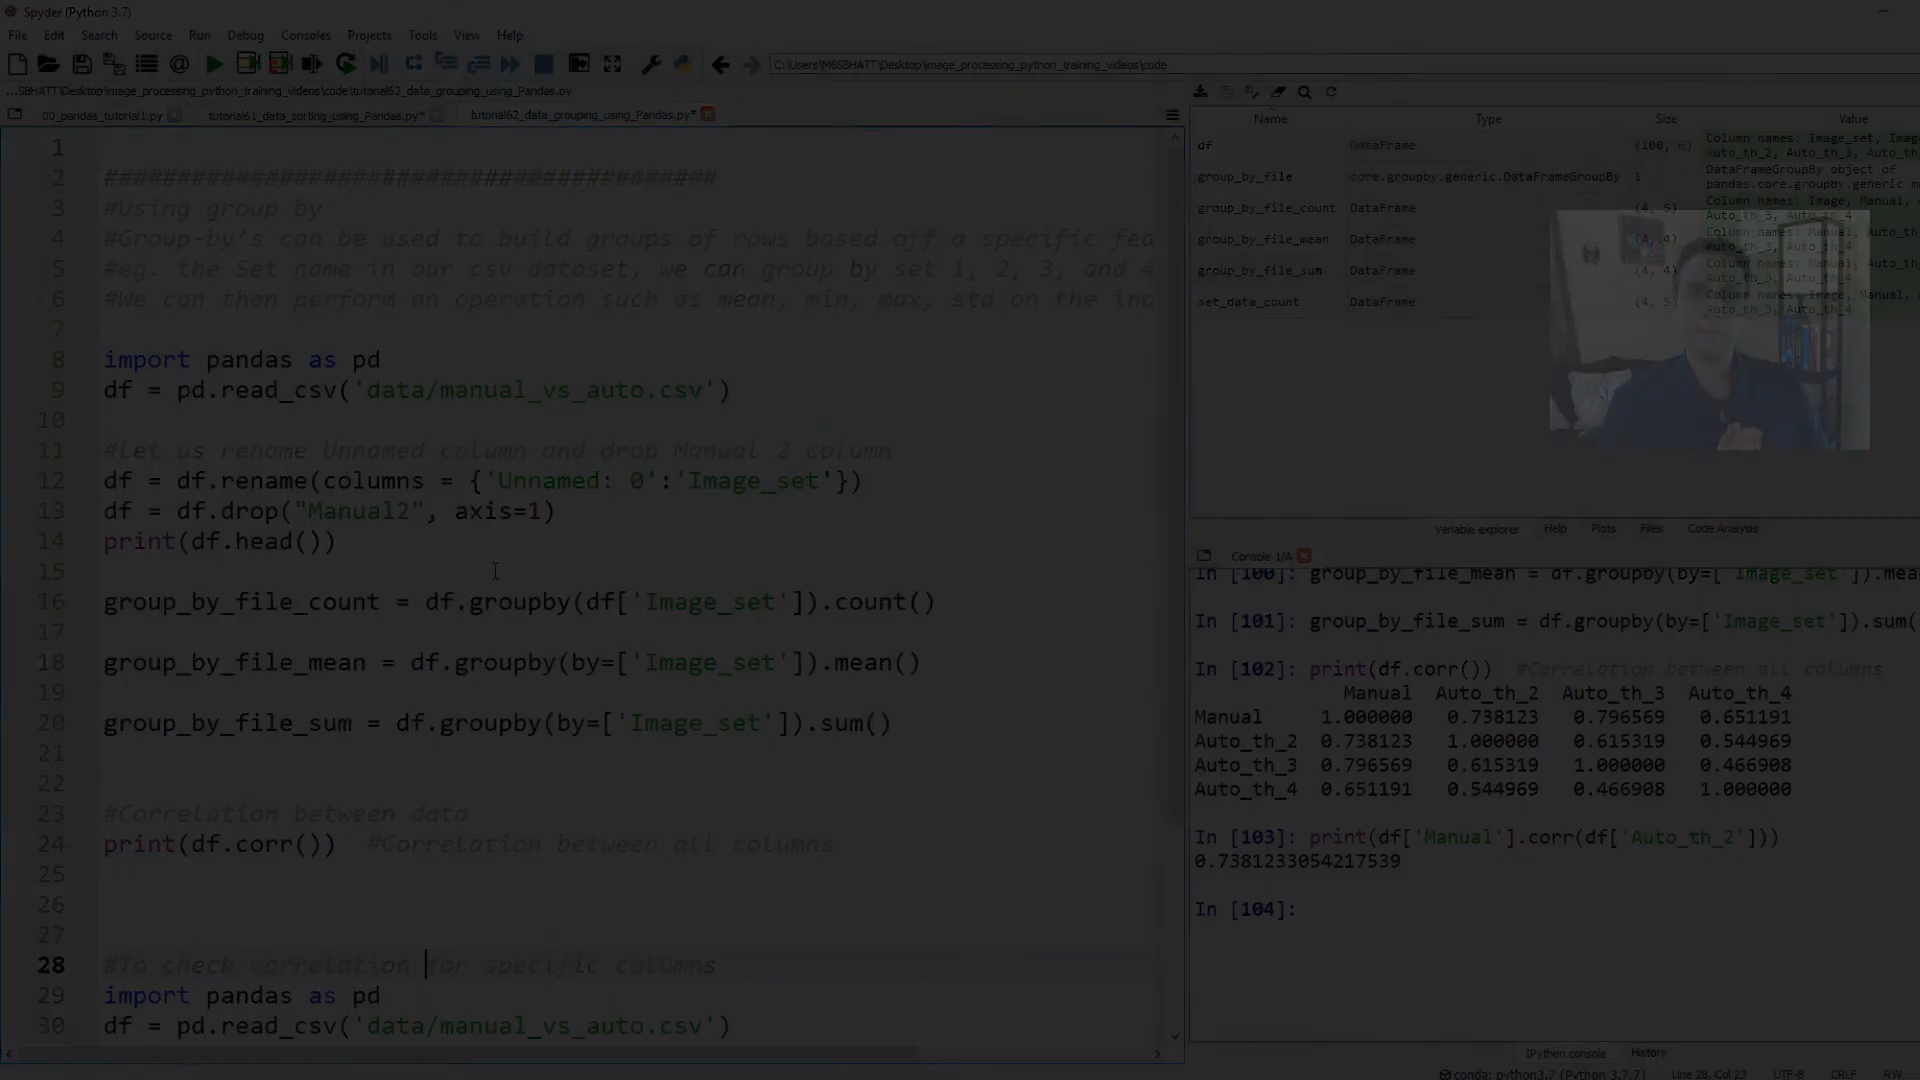 Spyder (Python 3.7)
File Edit Search Source Run Debug Consoles Projects Tools View Help
C:\Users\M6SBHATT\Desktop\image_processing_python_training_videos\code
...SBHATT\Desktop\image_processing_python_training_videos\code\tutorial62_data_grouping_using_Pandas.py
00_pandas_tutorial1.py tutorial61_data_sorting_using_Pandas.py* tutorial62_data_grouping_using_Pandas.py*
1
2 ##########################################
3 #Using group by
4 #Group-by’s can be used to build groups of rows based off a specific fea
5 #eg. the Set name in our csv dataset, we can group by set 1, 2, 3, and 4
6 #We can then perform an operation such as mean, min, max, std on the inc
7
8 import pandas as pd
9 df = pd.read_csv('data/manual_vs_auto.csv')
10
11 #Let us rename Unnamed column and drop Manual 2 column
12 df = df.rename(columns = {'Unnamed: 0':'Image_set'})
13 df = df.drop("Manual2", axis=1)
14 print(df.head())
15
16 group_by_file_count = df.groupby(df['Image_set']).count()
17
18 group_by_file_mean = df.groupby(by=['Image_set']).mean()
19
20 group_by_file_sum = df.groupby(by=['Image_set']).sum()
21
22
23 #Correlation between data
24 print(df.corr()) #Correlation between all columns
25
26
27
28 #To check correlation for specific columns
29 import pandas as pd
30 df = pd.read_csv('data/manual_vs_auto.csv')
Name Type Size Value
df DataFrame (100, 6) Column names: Image_set, Imag
Auto_th_2, Auto_th_3, Auto_th
group_by_file core.groupby.generic.DataFrameGroupBy 1 DataFrameGroupBy object of
pandas.core.groupby.generic m
group_by_file_count DataFrame (4, 5) Column names: Image, Manual,
Auto_th_3, Auto_th_4
group_by_file_mean DataFrame (4, 4) Column names: Manual, Auto_th
Auto_th_3, Auto_th_4
group_by_file_sum DataFrame (4, 4) Column names: Manual, Auto_th
Auto_th_3, Auto_th_4
set_data_count DataFrame (4, 5) Column names: Image, Manual,
Auto_th_3, Auto_th_4
Variable explorer Help Plots Files Code Analysis
Console 1/A
In [100]: group_by_file_mean = df.groupby(by=['Image_set']).mea
In [101]: group_by_file_sum = df.groupby(by=['Image_set']).sum(
In [102]: print(df.corr()) #Correlation between all columns
Manual Auto_th_2 Auto_th_3 Auto_th_4
Manual 1.000000 0.738123 0.796569 0.651191
Auto_th_2 0.738123 1.000000 0.615319 0.544969
Auto_th_3 0.796569 0.615319 1.000000 0.466908
Auto_th_4 0.651191 0.544969 0.466908 1.000000
In [103]: print(df['Manual'].corr(df['Auto_th_2']))
0.7381233054217539
In [104]:
IPython console History
conda: python3.7 (Python 3.7.7) Line 28, Col 23 UTF-8 CRLF RW